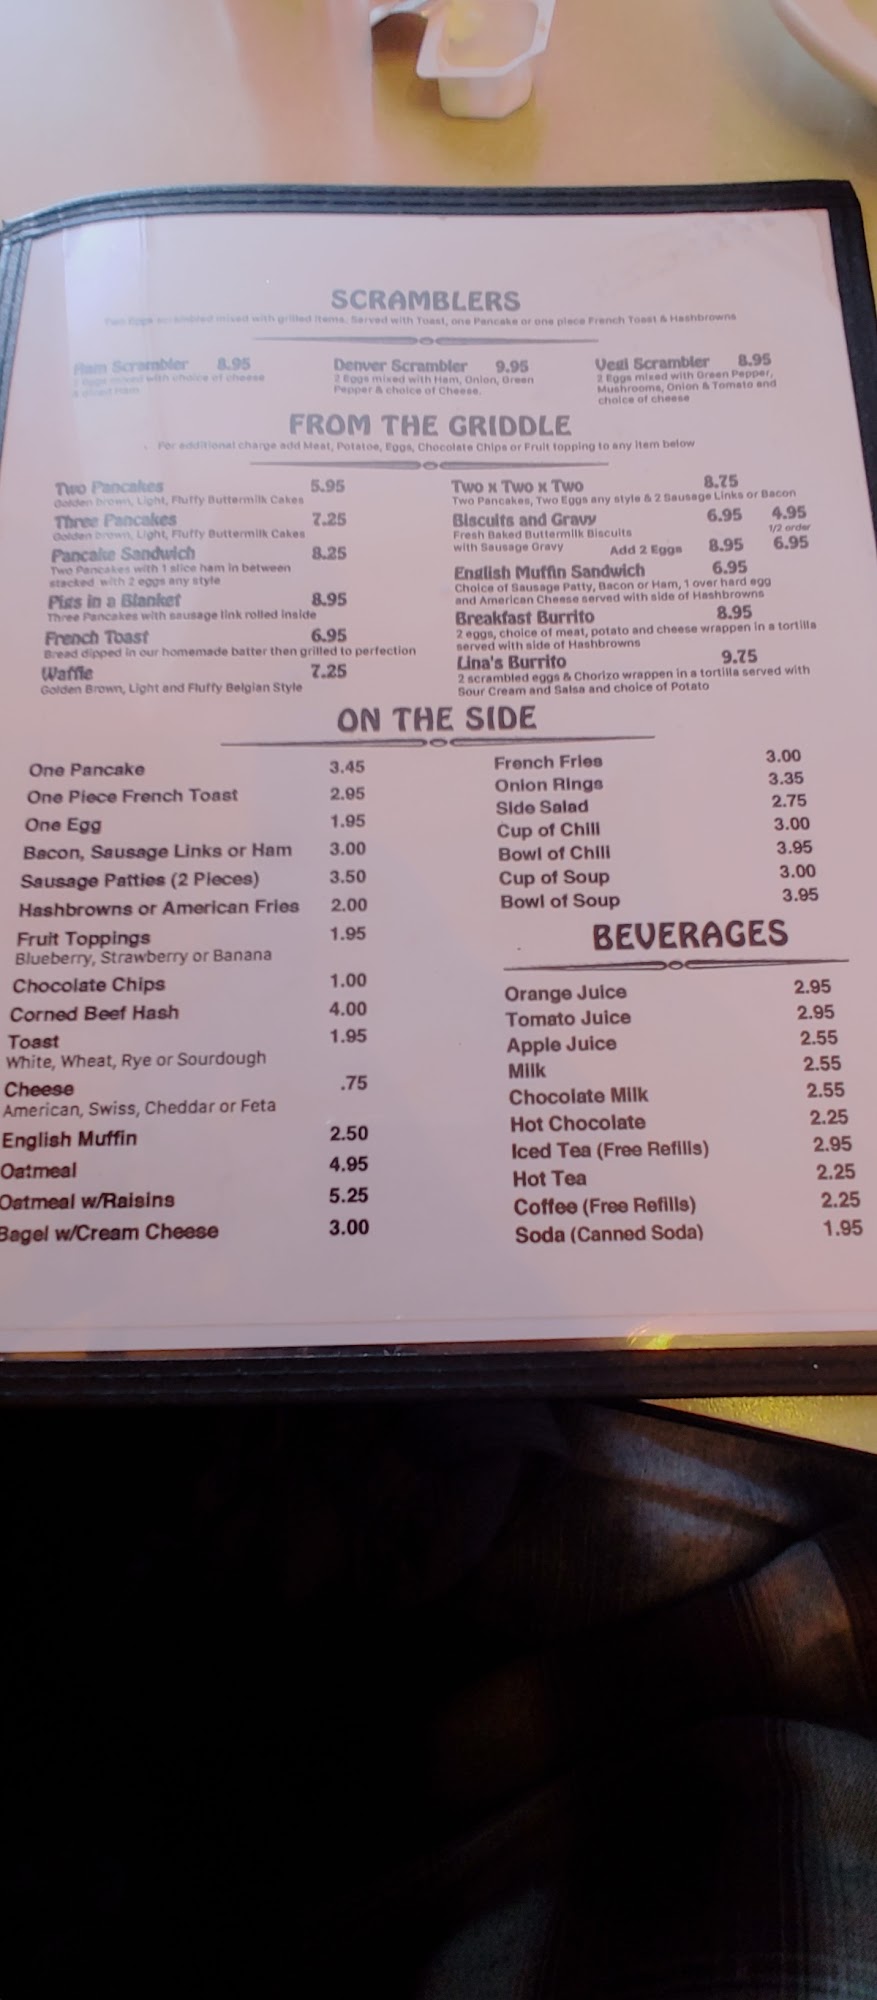 SCRAMBLERS
Two Eggs scrambled mixed with grilled items. Served with Toast, one Pancake or one piece French Toast & Hashbrowns
Ham Scrambler 8.95
2 Eggs mixed with choice of cheese
& diced Ham
Denver Scrambler 9.95
2 Eggs mixed with Ham, Onion, Green
Pepper & choice of Cheese.
Vegi Scrambler 8.95
2 Eggs mixed with Green Pepper,
Mushrooms, Onion & Tomato and
choice of cheese
FROM THE GRIDDLE
For additional charge add Meat, Potatoe, Eggs, Chocolate Chips or Fruit topping to any item below
Two Pancakes 5.95
Golden brown, Light, Fluffy Buttermilk Cakes
Three Pancakes 7.25
Golden brown, Light, Fluffy Buttermilk Cakes
Pancake Sandwich 8.25
Two Pancakes with 1 slice ham in between
stacked with 2 eggs any style
Pigs in a Blanket 8.95
Three Pancakes with sausage link rolled inside
French Toast 6.95
Bread dipped in our homemade batter then grilled to perfection
Waffle 7.25
Golden Brown, Light and Fluffy Belgian Style
Two x Two x Two 8.75
Two Pancakes, Two Eggs any style & 2 Sausage Links or Bacon
Biscuits and Gravy 6.95 4.95
Fresh Baked Buttermilk Biscuits 1/2 order
with Sausage Gravy Add 2 Eggs 8.95 6.95
English Muffin Sandwich 6.95
Choice of Sausage Patty, Bacon or Ham, 1 over hard egg
and American Cheese served with side of Hashbrowns
Breakfast Burrito 8.95
2 eggs, choice of meat, potato and cheese wrappen in a tortilla
served with side of Hashbrowns
Lina's Burrito 9.75
2 scrambled eggs & Chorizo wrappen in a tortilla served with
Sour Cream and Salsa and choice of Potato
ON THE SIDE
One Pancake 3.45
One Piece French Toast 2.95
One Egg 1.95
Bacon, Sausage Links or Ham 3.00
Sausage Patties (2 Pieces) 3.50
Hashbrowns or American Fries 2.00
Fruit Toppings 1.95
Blueberry, Strawberry or Banana
Chocolate Chips 1.00
Corned Beef Hash 4.00
Toast 1.95
White, Wheat, Rye or Sourdough
Cheese .75
American, Swiss, Cheddar or Feta
English Muffin 2.50
Oatmeal 4.95
Oatmeal w/Raisins 5.25
Bagel w/Cream Cheese 3.00
French Fries 3.00
Onion Rings 3.35
Side Salad 2.75
Cup of Chili 3.00
Bowl of Chili 3.95
Cup of Soup 3.00
Bowl of Soup 3.95
BEVERAGES
Orange Juice 2.95
Tomato Juice 2.95
Apple Juice 2.55
Milk 2.55
Chocolate Milk 2.55
Hot Chocolate 2.25
Iced Tea (Free Refills) 2.95
Hot Tea 2.25
Coffee (Free Refills) 2.25
Soda (Canned Soda) 1.95